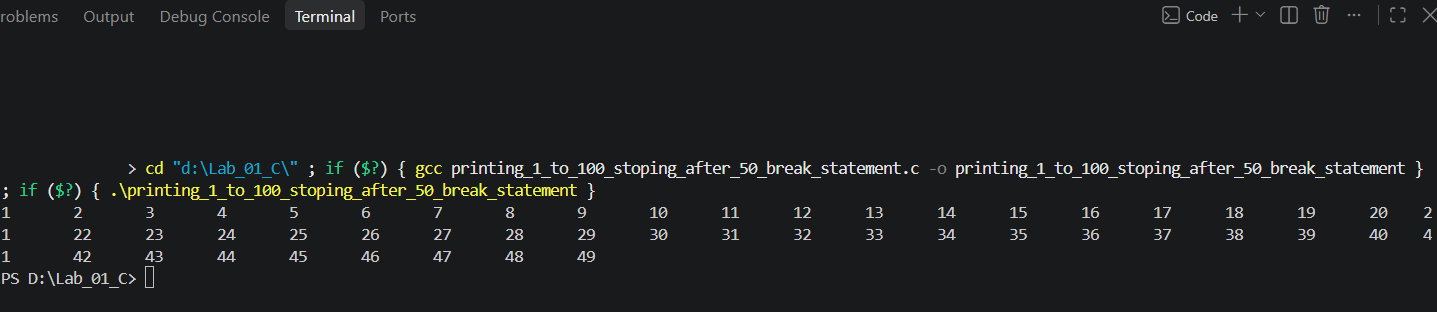 roblems Output Debug Console Terminal Ports Code
> cd "d:\Lab_01_C\" ; if ($?) { gcc printing_1_to_100_stoping_after_50_break_statement.c -o printing_1_to_100_stoping_after_50_break_statement }
; if ($?) { .\printing_1_to_100_stoping_after_50_break_statement }
1 2 3 4 5 6 7 8 9 10 11 12 13 14 15 16 17 18 19 20 2
1 22 23 24 25 26 27 28 29 30 31 32 33 34 35 36 37 38 39 40 4
1 42 43 44 45 46 47 48 49
PS D:\Lab_01_C>